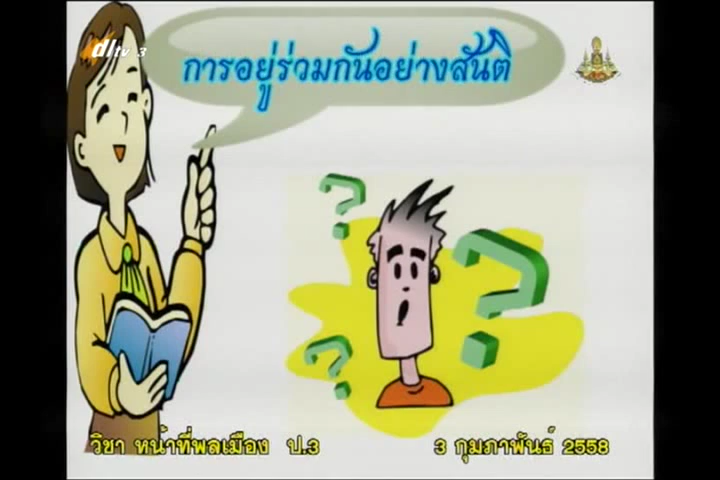 dltv 3
การอยู่ร่วมกันอย่างสันติ
วิชา หน้าที่พลเมือง ป.3
3 กุมภาพันธ์ 2558